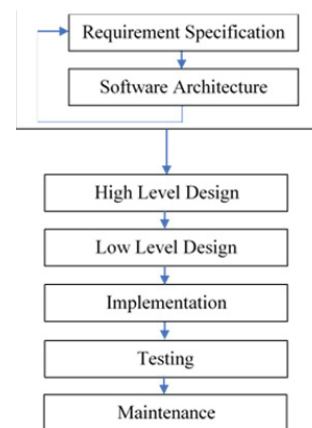 Requirement Specification
Software Architecture
High Level Design
Low Level Design
Implementation
Testing
Maintenance